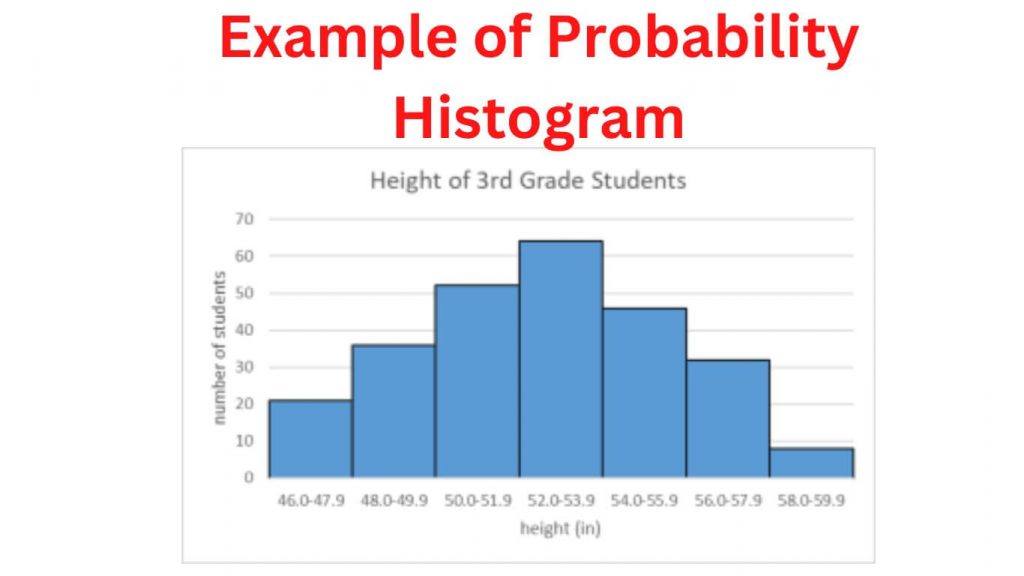 Example of Probability
Histogram
Height of 3rd Grade Students
70
60
50
40
30
20
10
0
number of students
46.0-47.9 48.0-49.9 50.0-51.9 52.0-53.9 54.0-55.9 56.0-57.9 58.0-59.9
height (in)